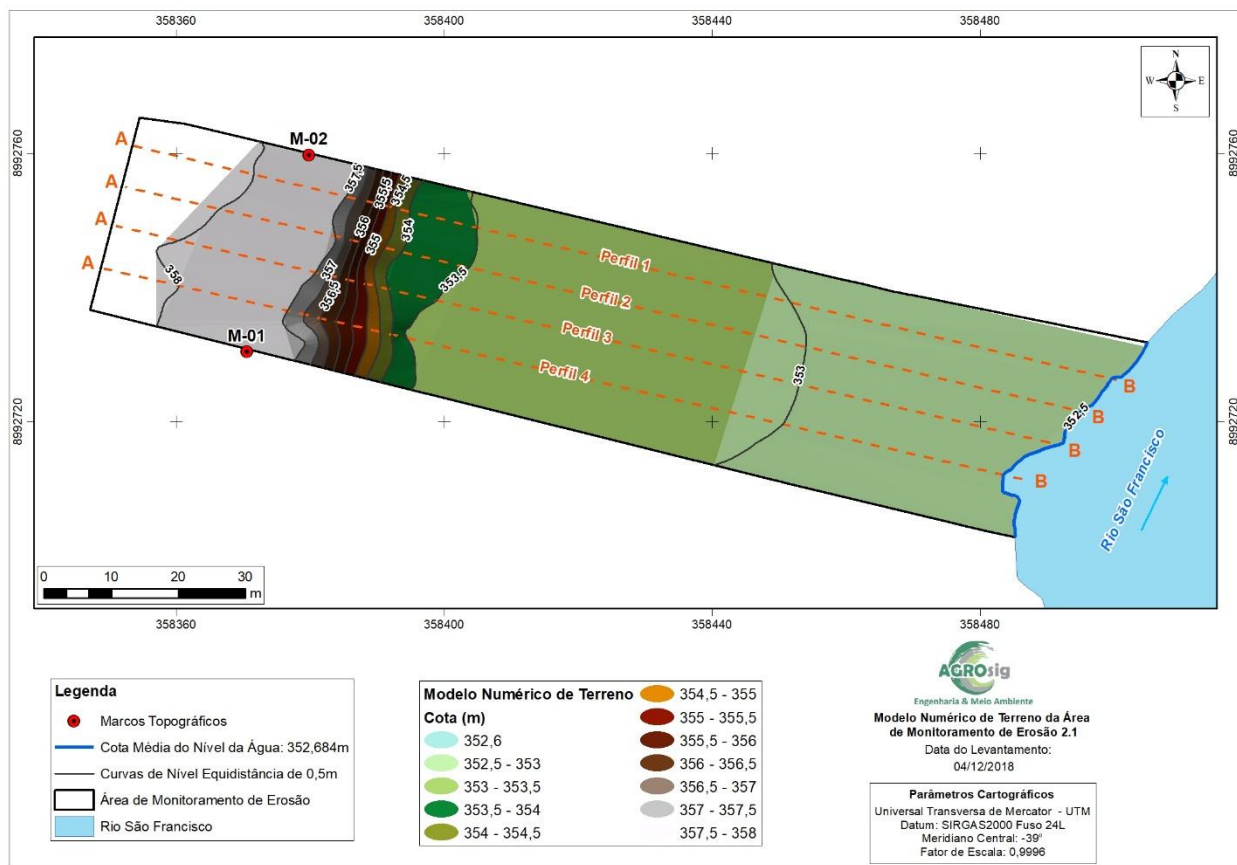 358360
358400
358440
358480
N
W
E
S
8992760
8992760
8992720
8992720
A
A
A
A
M-02
M-01
358
357,5
357
356,5
356
355,5
355
354,5
354
353,5
353
352,5
Perfil 1
Perfil 2
Perfil 3
Perfil 4
B
B
B
B
Rio São Francisco
0 10 20 30
m
358360
358400
358440
358480
Legenda
Marcos Topográficos
Cota Média do Nível da Água: 352,684m
Curvas de Nível Equidistância de 0,5m
Área de Monitoramento de Erosão
Rio São Francisco
Modelo Numérico de Terreno
Cota (m)
352,6
352,5 - 353
353 - 353,5
353,5 - 354
354 - 354,5
354,5 - 355
355 - 355,5
355,5 - 356
356 - 356,5
356,5 - 357
357 - 357,5
357,5 - 358
AGROsig
Engenharia & Meio Ambiente
Modelo Numérico de Terreno da Área
de Monitoramento de Erosão 2.1
Data do Levantamento:
04/12/2018
Parâmetros Cartográficos
Universal Transversa de Mercator - UTM
Datum: SIRGAS2000 Fuso 24L
Meridiano Central: -39°
Fator de Escala: 0,9996